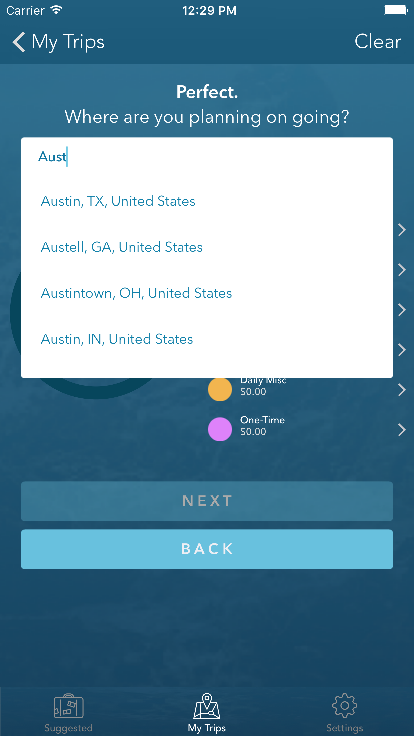 Carrier 12:29 PM
My Trips Clear
Perfect.
Where are you planning on going?
Aust
Austin, TX, United States
Austell, GA, United States
Austintown, OH, United States
Austin, IN, United States
Daily Misc
$0.00
One-Time
$0.00
NEXT
BACK
Suggested My Trips Settings